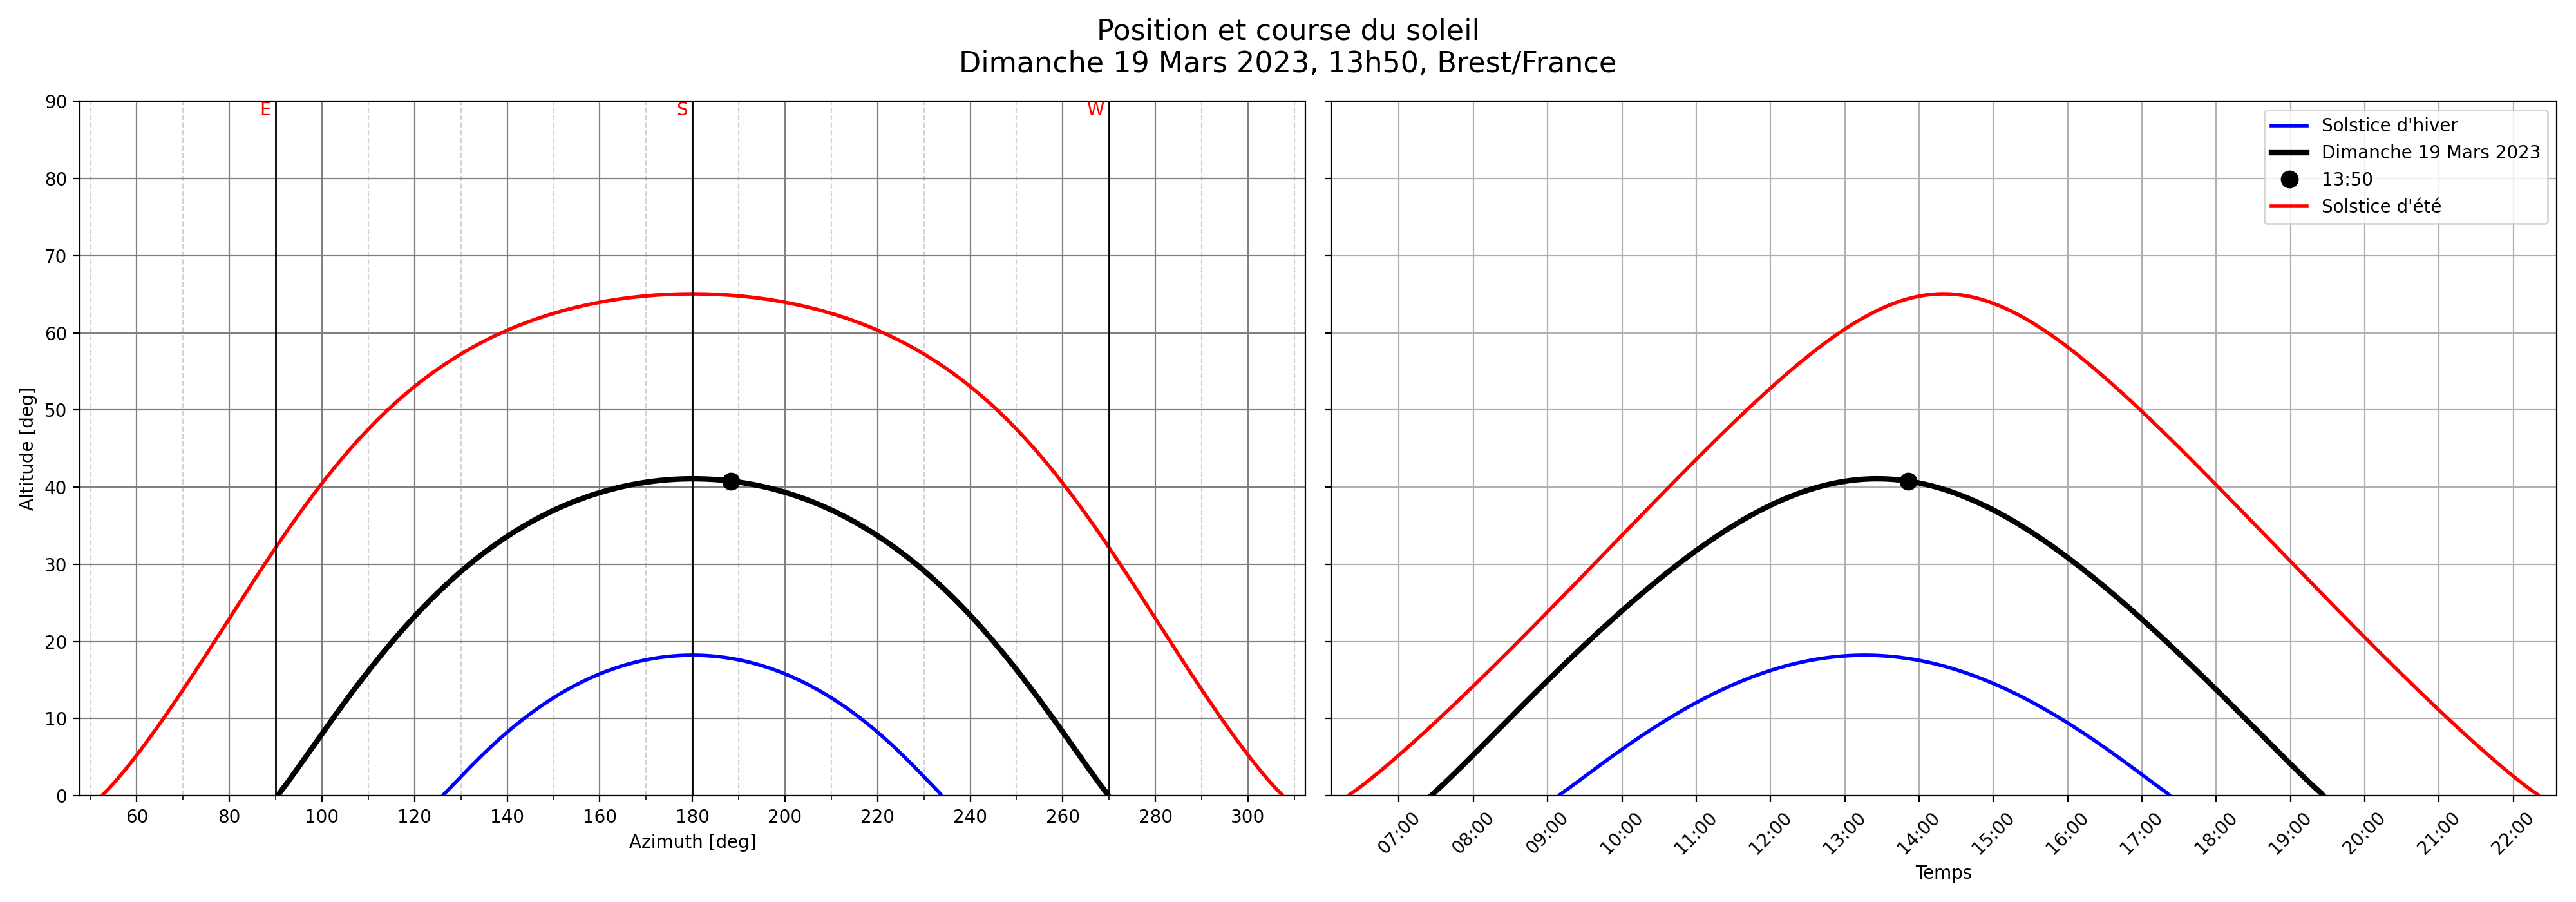 Position et course du soleil
Dimanche 19 Mars 2023, 13h50, Brest/France
E
S
W
90
80
70
60
50
40
30
20
10
0
Altitude [deg]
60 80 100 120 140 160 180 200 220 240 260 280 300
Azimuth [deg]
Solstice d'hiver
Dimanche 19 Mars 2023
13:50
Solstice d'été
07:00 08:00 09:00 10:00 11:00 12:00 13:00 14:00 15:00 16:00 17:00 18:00 19:00 20:00 21:00 22:00
Temps